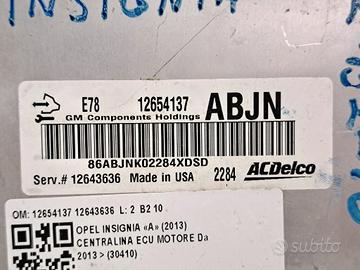 INSIGNIA
E78 12654137 ABJN
GM Components Holdings
86ABJNK02284XDSD
Serv.# 12643636 Made in USA 2284 ACDelco
OM: 12654137 12643636 L: 2 B2 10
OPEL INSIGNIA «A» (2013)
CENTRALINA ECU MOTORE Da
2013 > (30410)
subito